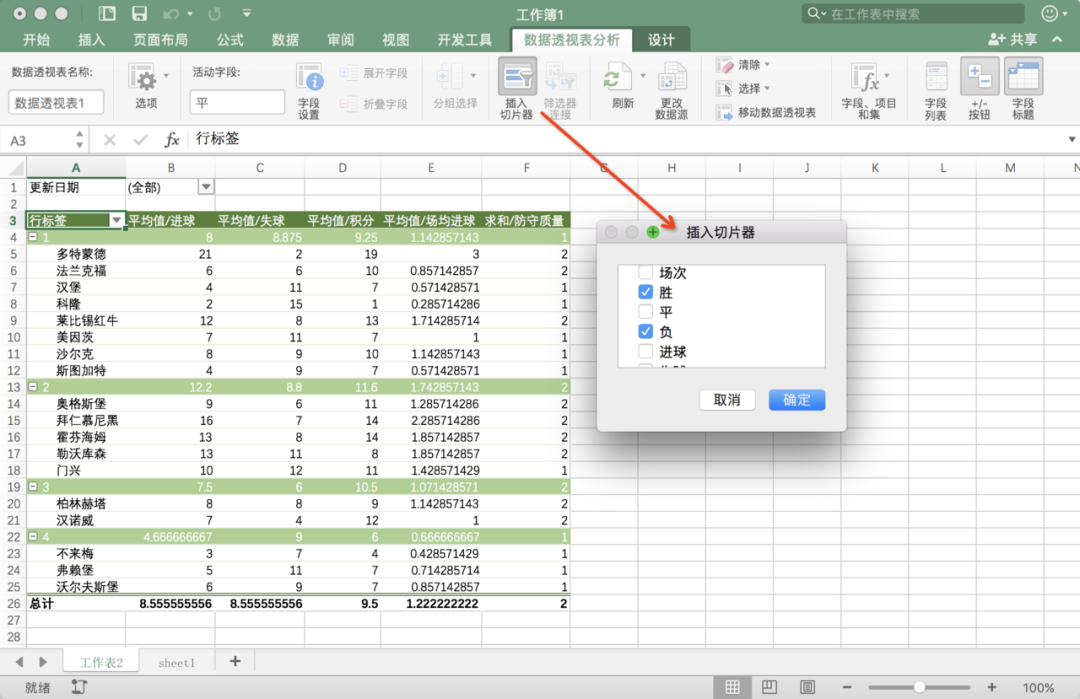 工作簿1
在工作表中搜索
开始 插入 页面布局 公式 数据 审阅 视图 开发工具 数据透视表分析 设计 共享
数据透视表名称:
数据透视表1
选项
活动字段:
平
字段设置
展开字段
折叠字段
分组选择
插入切片器
筛选器连接
刷新
更改数据源
清除
选择
移动数据透视表
字段、项目和集
字段列表
+/-按钮
字段标题
A3 fx 行标签
A B C D E F G H I J K L M N
1 更新日期 (全部)
2
3 行标签 平均值/进球 平均值/失球 平均值/积分 平均值/场均进球 求和/防守质量
4 1 8 8.875 9.25 1.142857143 1
5 多特蒙德 21 2 19 3 2
6 法兰克福 6 6 10 0.857142857 2
7 汉堡 4 11 7 0.571428571 1
8 科隆 2 15 1 0.285714286 1
9 莱比锡红牛 12 8 13 1.714285714 2
10 美因茨 7 11 7 1 1
11 沙尔克 8 9 10 1.142857143 1
12 斯图加特 4 9 7 0.571428571 1
13 2 12.2 8.8 11.6 1.742857143 2
14 奥格斯堡 9 6 11 1.285714286 2
15 拜仁慕尼黑 16 7 14 2.285714286 2
16 霍芬海姆 13 8 14 1.857142857 2
17 勒沃库森 13 11 8 1.857142857 2
18 门兴 10 12 11 1.428571429 1
19 3 7.5 6 10.5 1.071428571 2
20 柏林赫塔 8 8 9 1.142857143 2
21 汉诺威 7 4 12 1 2
22 4 4.666666667 9 6 0.666666667 1
23 不来梅 3 7 4 0.428571429 1
24 弗赖堡 5 11 7 0.714285714 1
25 沃尔夫斯堡 6 9 7 0.857142857 1
26 总计 8.555555556 8.555555556 9.5 1.222222222 2
27
28
插入切片器
场次
胜
平
负
进球
取消 确定
工作表2 sheet1 +
就绪
100%